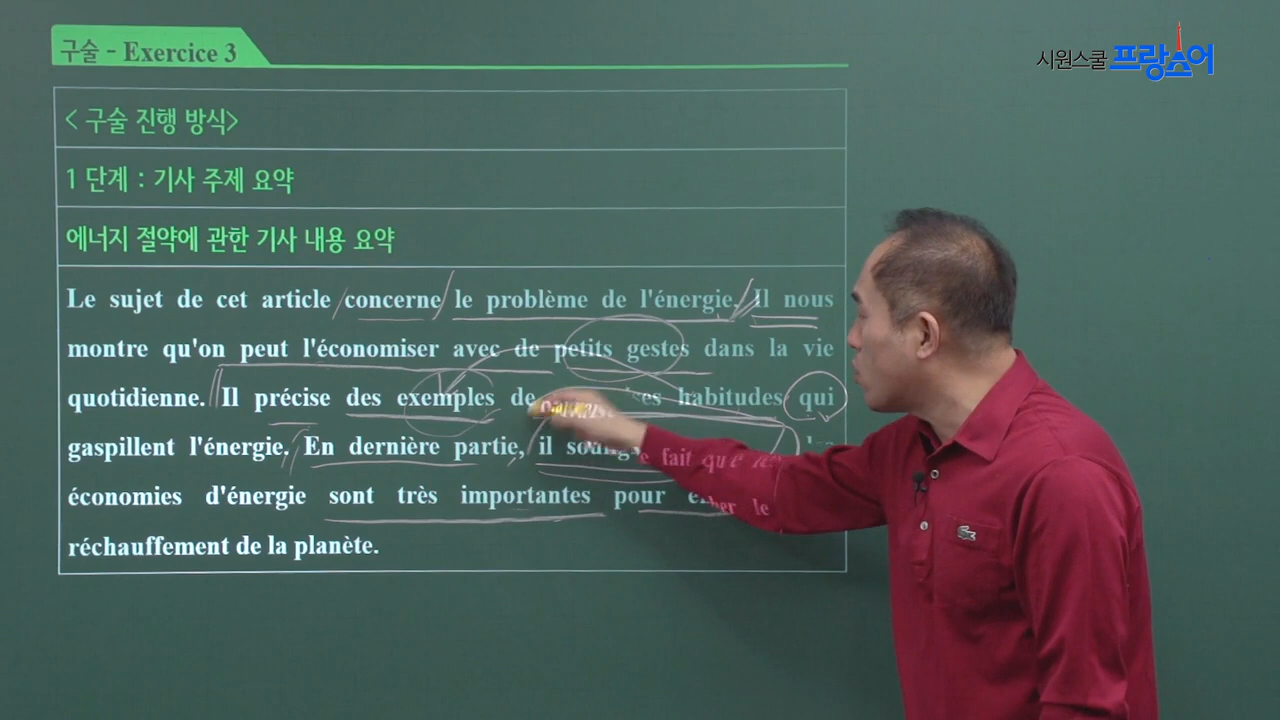 구술 - Exercice 3
시원스쿨 프랑스어
< 구술 진행 방식>
1 단계 : 기사 주제 요약
에너지 절약에 관한 기사 내용 요약
Le sujet de cet article concerne le problème de l'énergie. Il nous
montre qu'on peut l'économiser avec de petits gestes dans la vie
quotidienne. Il précise des exemples de habitudes qui
gaspillent l'énergie. En dernière partie, il fait que les
économies d'énergie sont très importantes pour le
réchauffement de la planète.